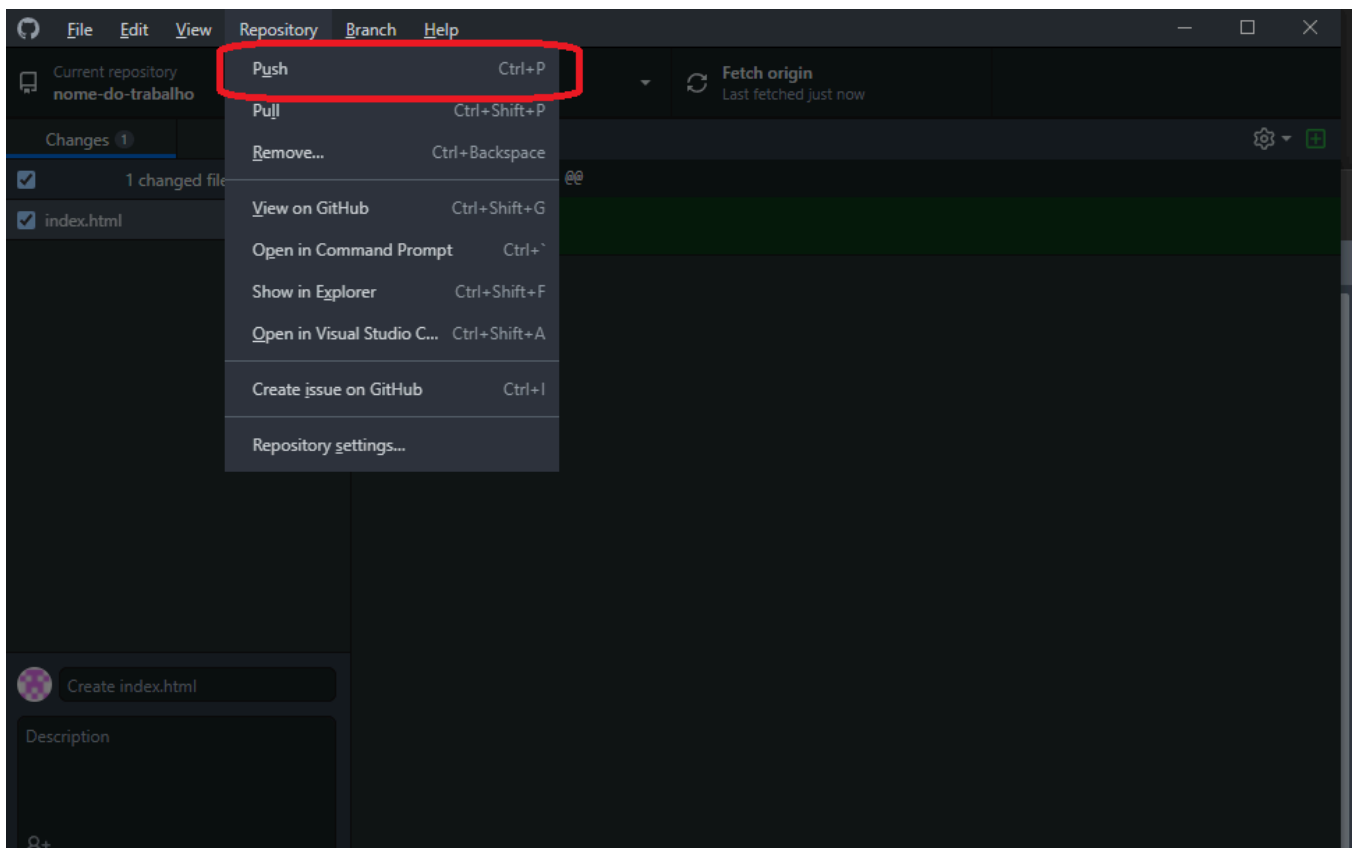 File Edit View Repository Branch Help
Current repository
nome-do-trabalho
Fetch origin
Last fetched just now
Push Ctrl+P
Pull Ctrl+Shift+P
Remove... Ctrl+Backspace
View on GitHub Ctrl+Shift+G
Open in Command Prompt Ctrl+`
Show in Explorer Ctrl+Shift+F
Open in Visual Studio C... Ctrl+Shift+A
Create issue on GitHub Ctrl+I
Repository settings...
Changes 1
1 changed file
@@
index.html
Create index.html
Description